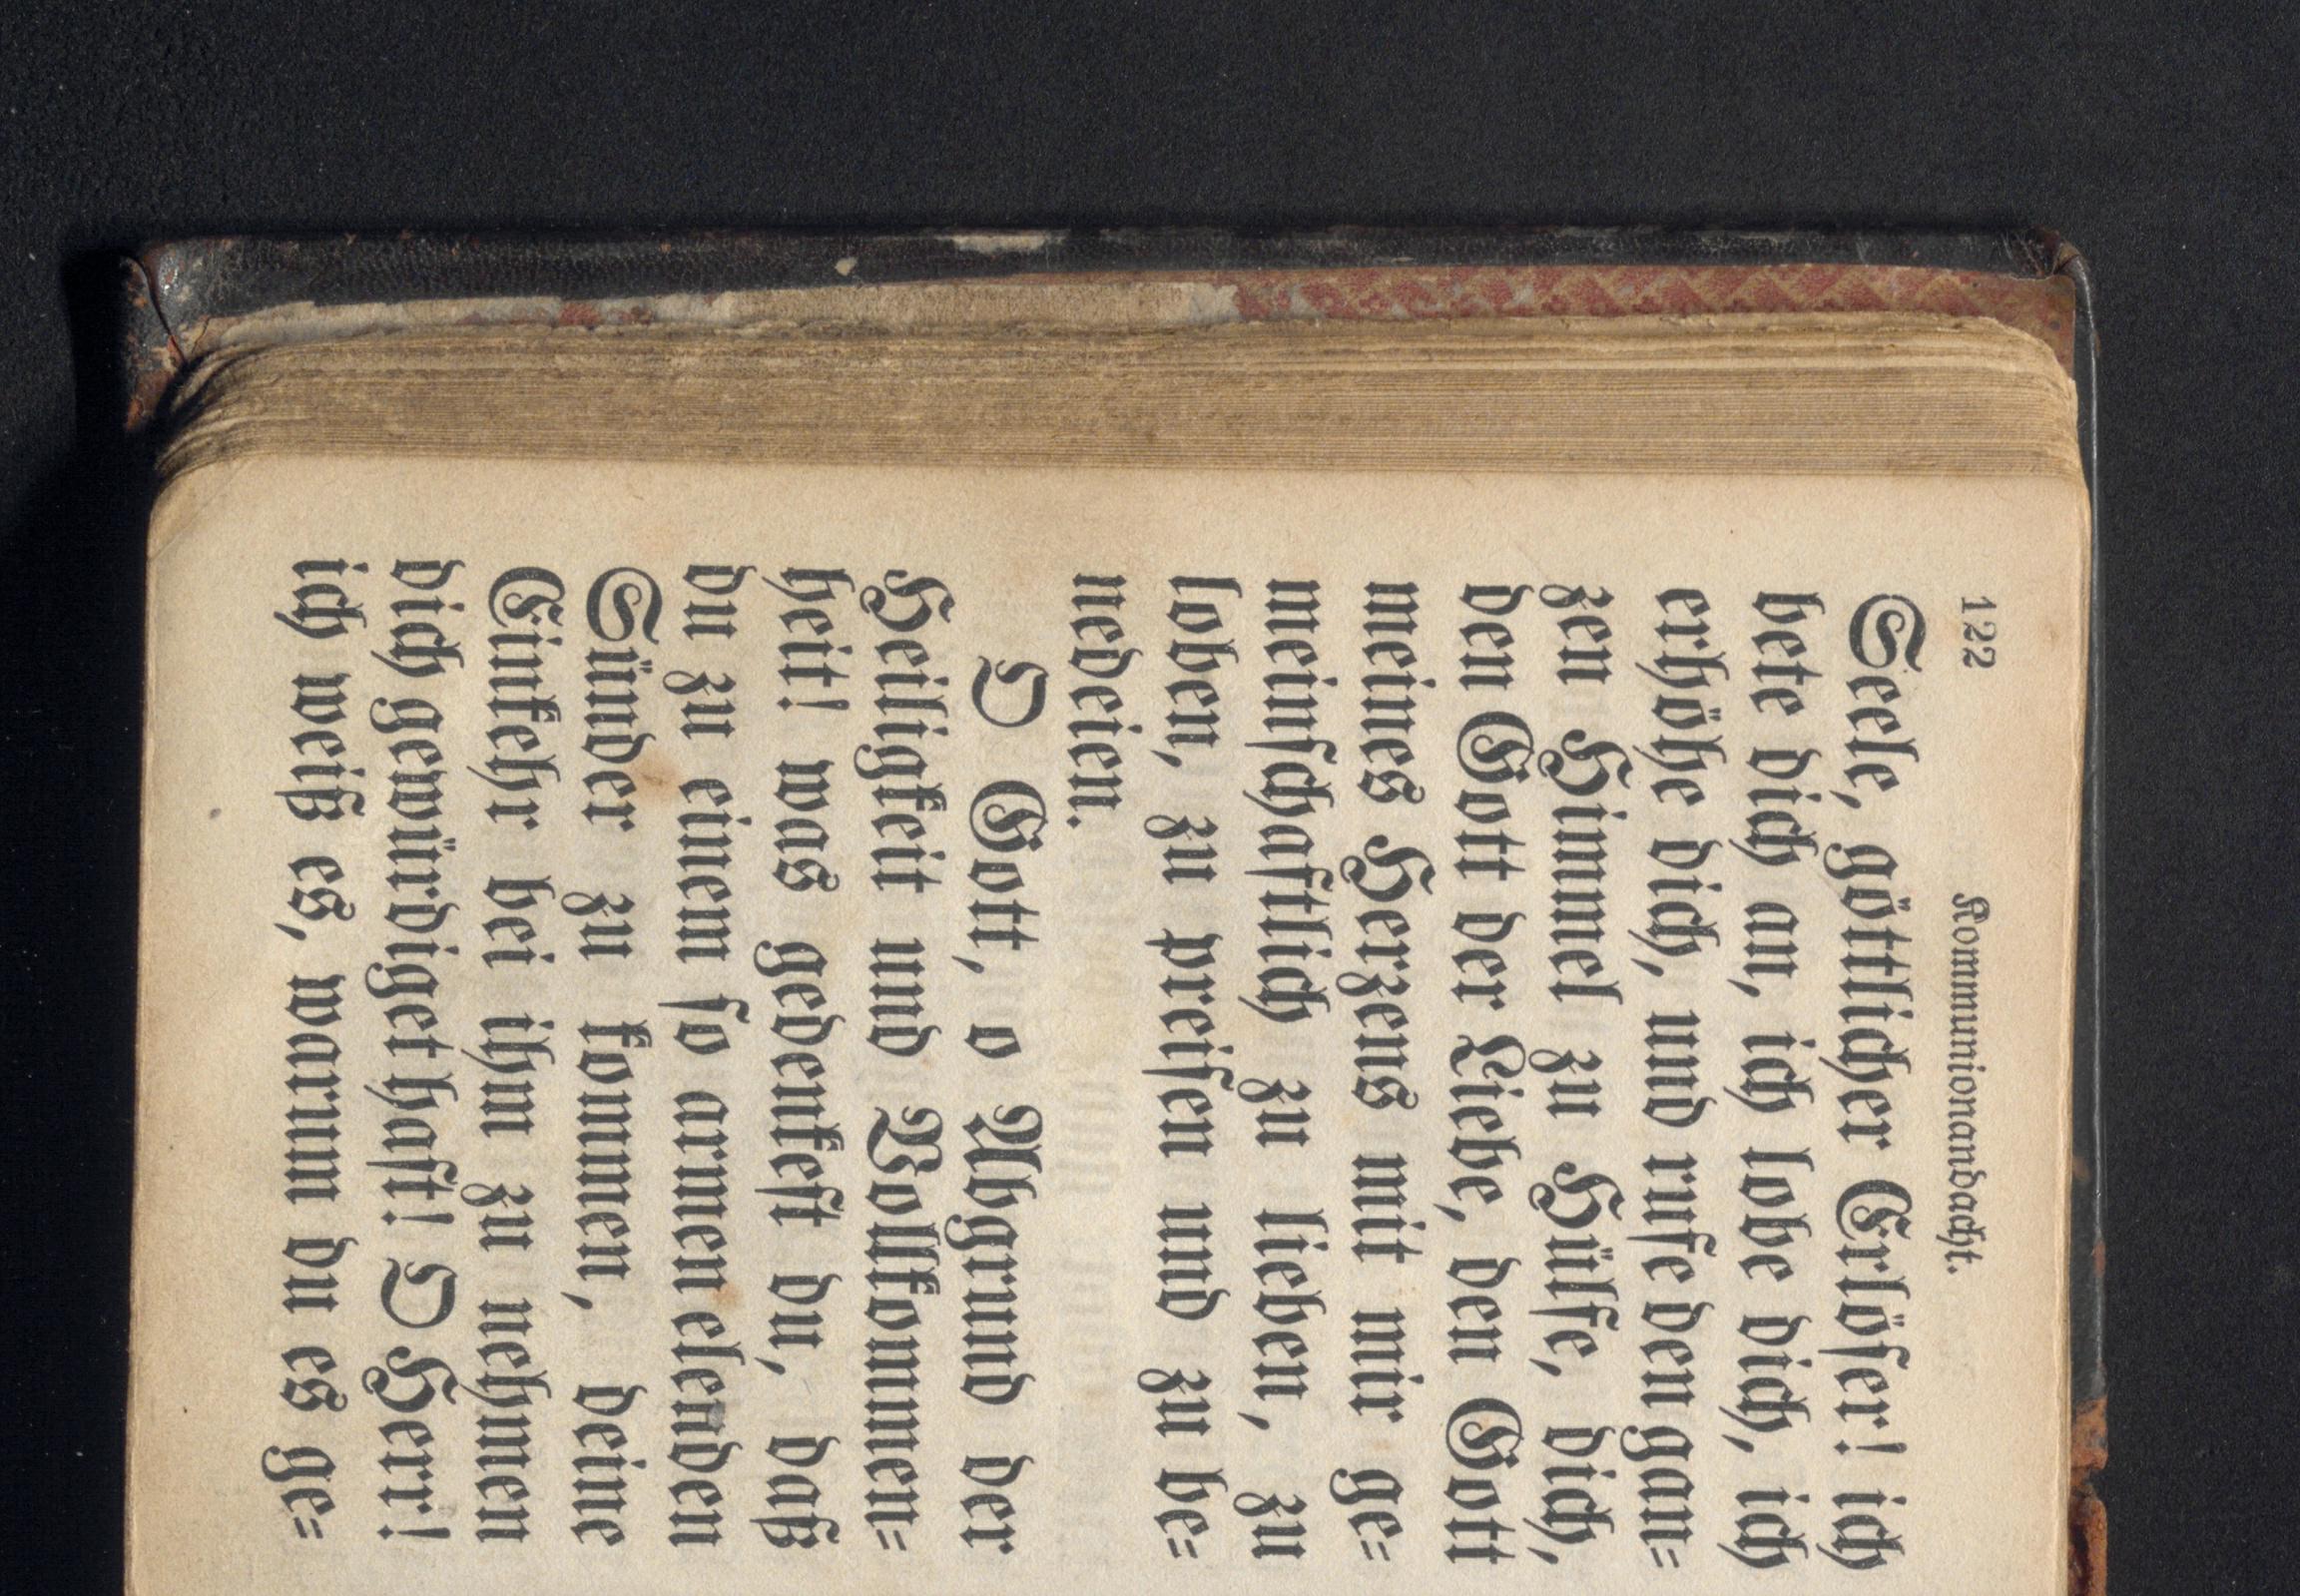 122 Kommunionandacht.
Seele, göttlicher Erlöser! ich
bete dich an, ich lobe dich, ich
erhöhe dich, und rufe den gan=
zen Himmel zu Hülfe, dich,
den Gott der Liebe, den Gott
meines Herzens mit mir ge=
meinschaftlich zu lieben, zu
loben, zu preisen und zu be=
nedeien.
O Gott, o Abgrund der
Heiligkeit und Vollkommen=
heit! was gedenkest du, daß
du zu einem so armen elenden
Sünder zu kommen, deine
Einkehr bei ihm zu nehmen
dich gewürdiget hast! O Herr!
ich weiß es, warum du es ge=